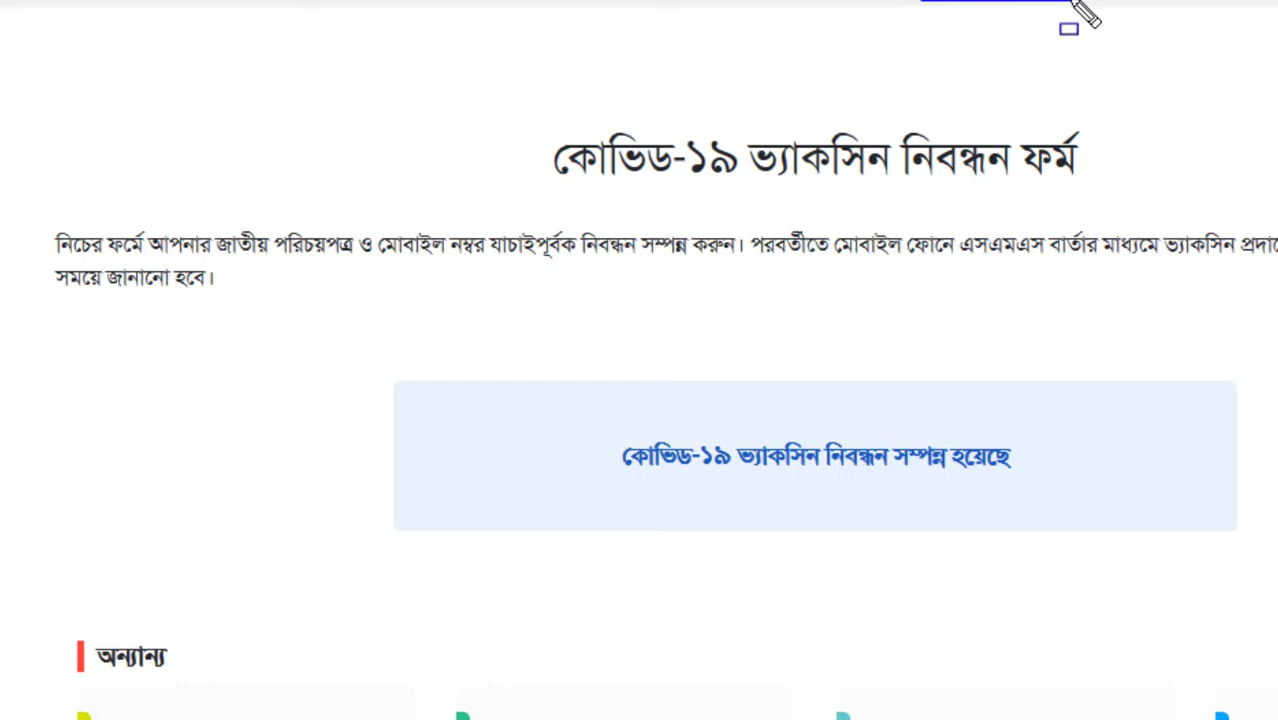 কোভিড-১৯ ভ্যাকসিন নিবন্ধন ফর্ম
নিচের ফর্মে আপনার জাতীয় পরিচয়পত্র ও মোবাইল নম্বর যাচাইপূর্বক নিবন্ধন সম্পন্ন করুন। পরবর্তীতে মোবাইল ফোনে এসএমএস বার্তার মাধ্যমে ভ্যাকসিন
সময়ে জানানো হবে।
কোভিড-১৯ ভ্যাকসিন নিবন্ধন সম্পন্ন হয়েছে
অন্যান্য